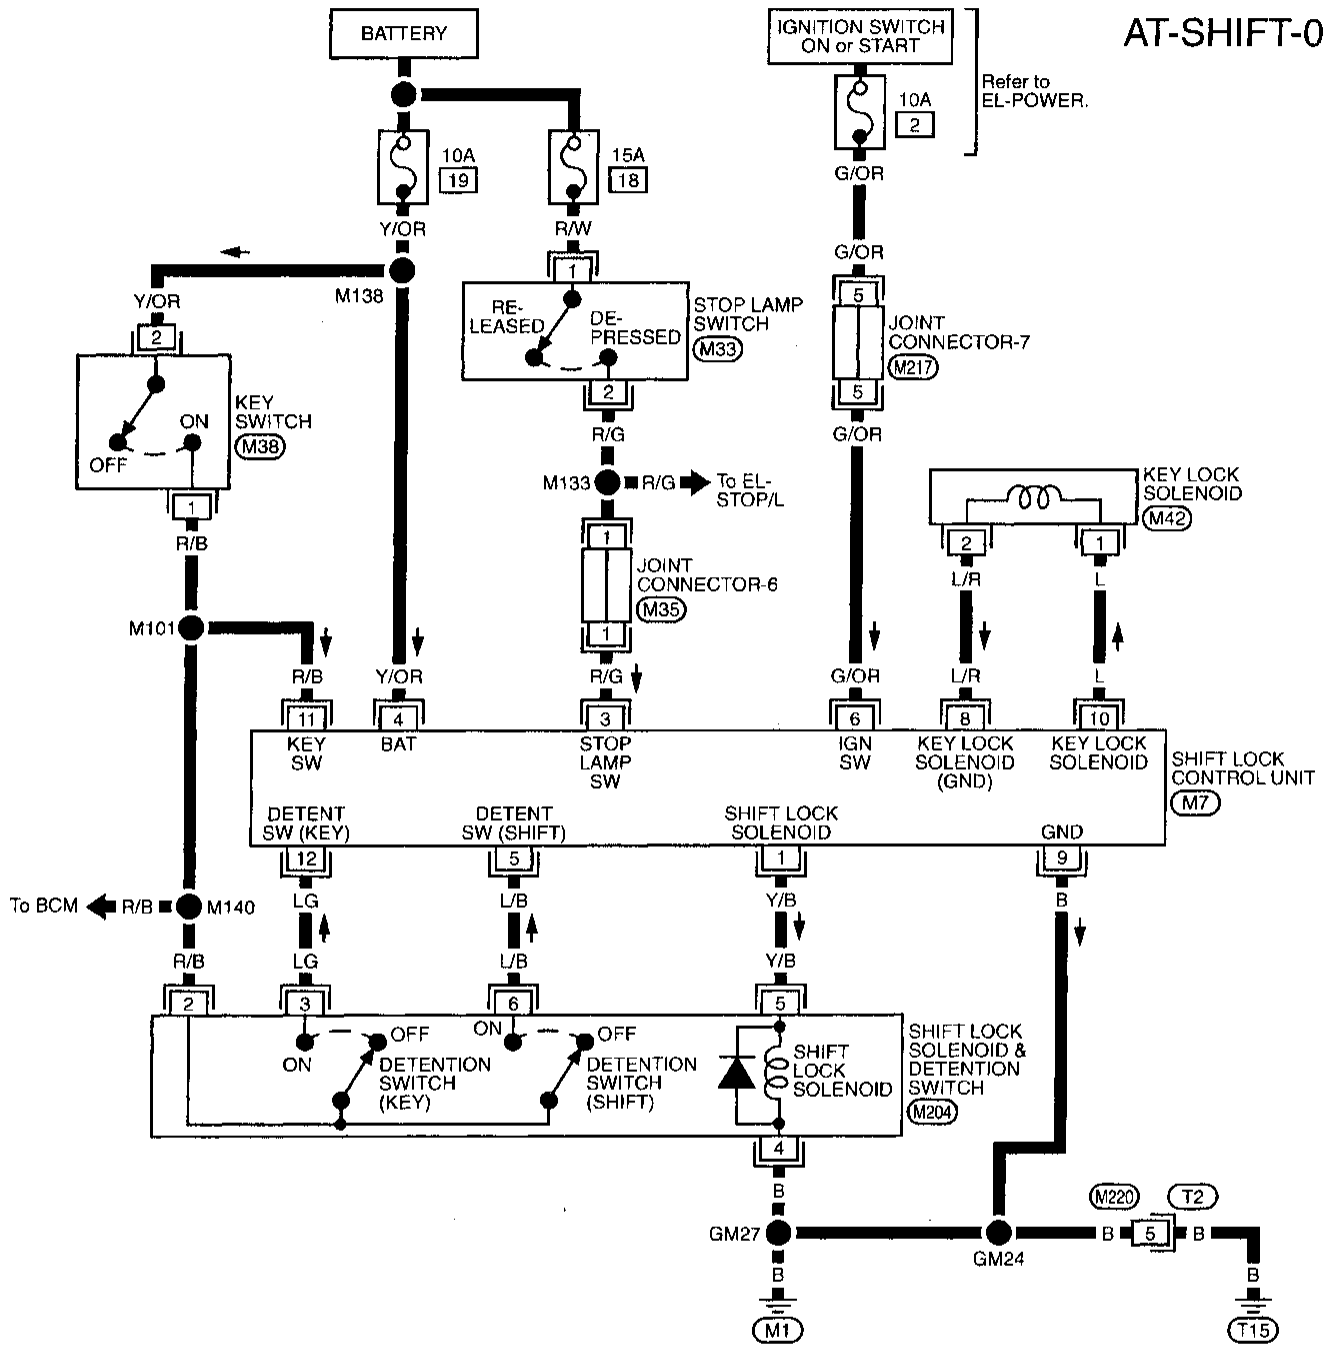 AT-SHIFT-0
BATTERY
IGNITION SWITCH
ON or START
Refer to
EL-POWER.
10A
19
15A
18
10A
2
Y/OR
R/W
G/OR
G/OR
M138
Y/OR
2
1
RE-
LEASED
DE-
PRESSED
STOP LAMP
SWITCH
M33
5
JOINT
CONNECTOR-7
M217
5
KEY
SWITCH
M38
ON
OFF
1
R/B
2
R/G
G/OR
M133
R/G
To EL-
STOP/L
1
JOINT
CONNECTOR-6
M35
1
KEY LOCK
SOLENOID
M42
2
1
L/R
L
M101
R/B
Y/OR
R/G
G/OR
L/R
L
11
4
3
6
8
10
KEY
SW
BAT
STOP
LAMP
SW
IGN
SW
KEY LOCK
SOLENOID
(GND)
KEY LOCK
SOLENOID
SHIFT LOCK
CONTROL UNIT
M7
DETENT
SW (KEY)
DETENT
SW (SHIFT)
SHIFT LOCK
SOLENOID
GND
12
5
1
9
LG
L/B
Y/B
B
To BCM
R/B
M140
R/B
LG
L/B
Y/B
2
3
6
5
ON
OFF
DETENTION
SWITCH
(KEY)
ON
OFF
DETENTION
SWITCH
(SHIFT)
SHIFT
LOCK
SOLENOID
SHIFT LOCK
SOLENOID &
DETENTION
SWITCH
M204
4
B
GM27
GM24
B
M220
T2
5
B
B
B
M1
T15